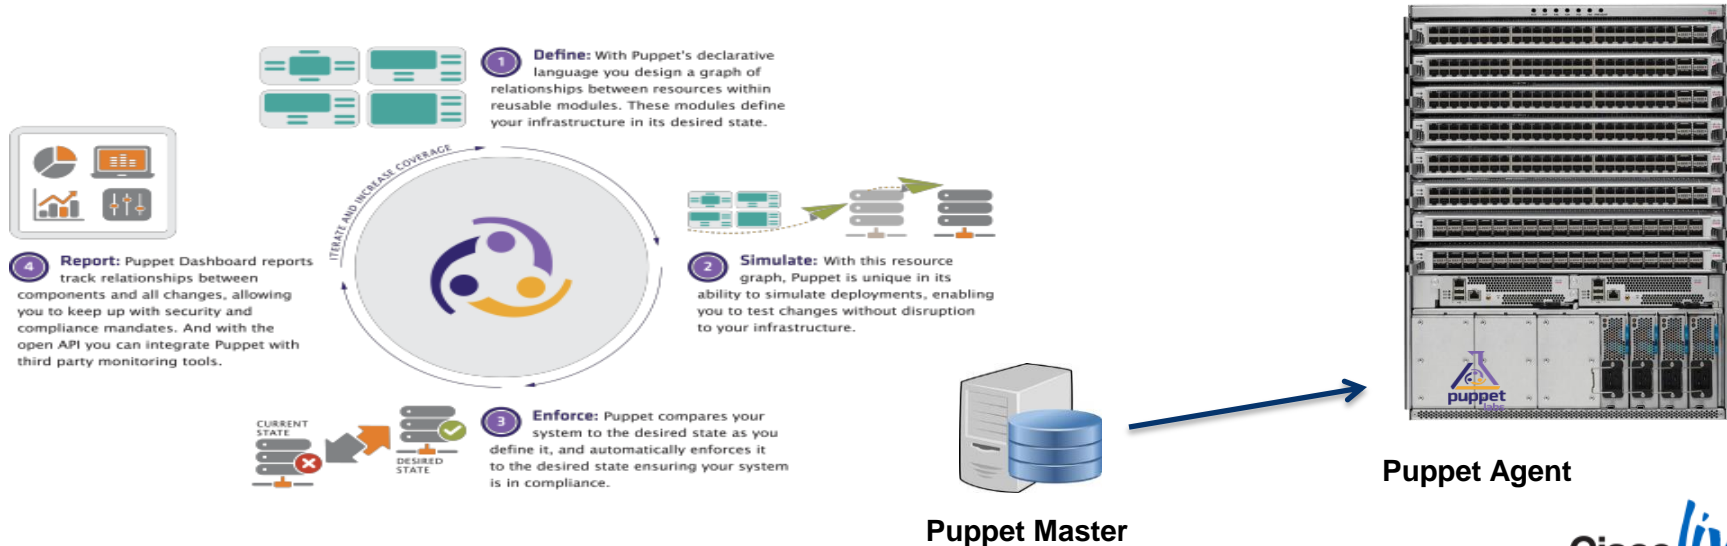 1
Define: With Puppet's declarative
language you design a graph of
relationships between resources within
reusable modules. These modules define
your infrastructure in its desired state.
ITERATE AND INCREASE COVERAGE
2
Simulate: With this resource
graph, Puppet is unique in its
ability to simulate deployments, enabling
you to test changes without disruption
to your infrastructure.
3
Enforce: Puppet compares your
system to the desired state as you
define it, and automatically enforces it
to the desired state ensuring your system
is in compliance.
CURRENT
STATE
DESIRED
STATE
4
Report: Puppet Dashboard reports
track relationships between
components and all changes, allowing
you to keep up with security and
compliance mandates. And with the
open API you can integrate Puppet with
third party monitoring tools.
Puppet Master
puppet
labs
Puppet Agent